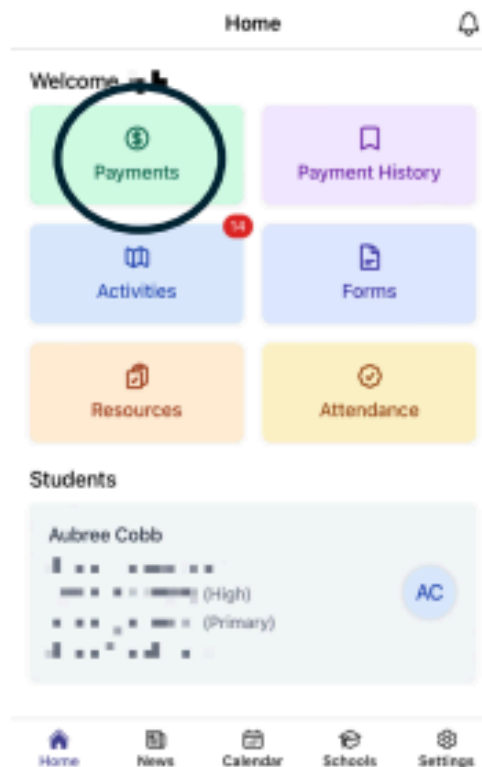 Home
Welcome
Payments
Payment History
14
Activities
Forms
Resources
Attendance
Students
Aubree Cobb
(High)
AC
(Primary)
Home News Calendar Schools Settings